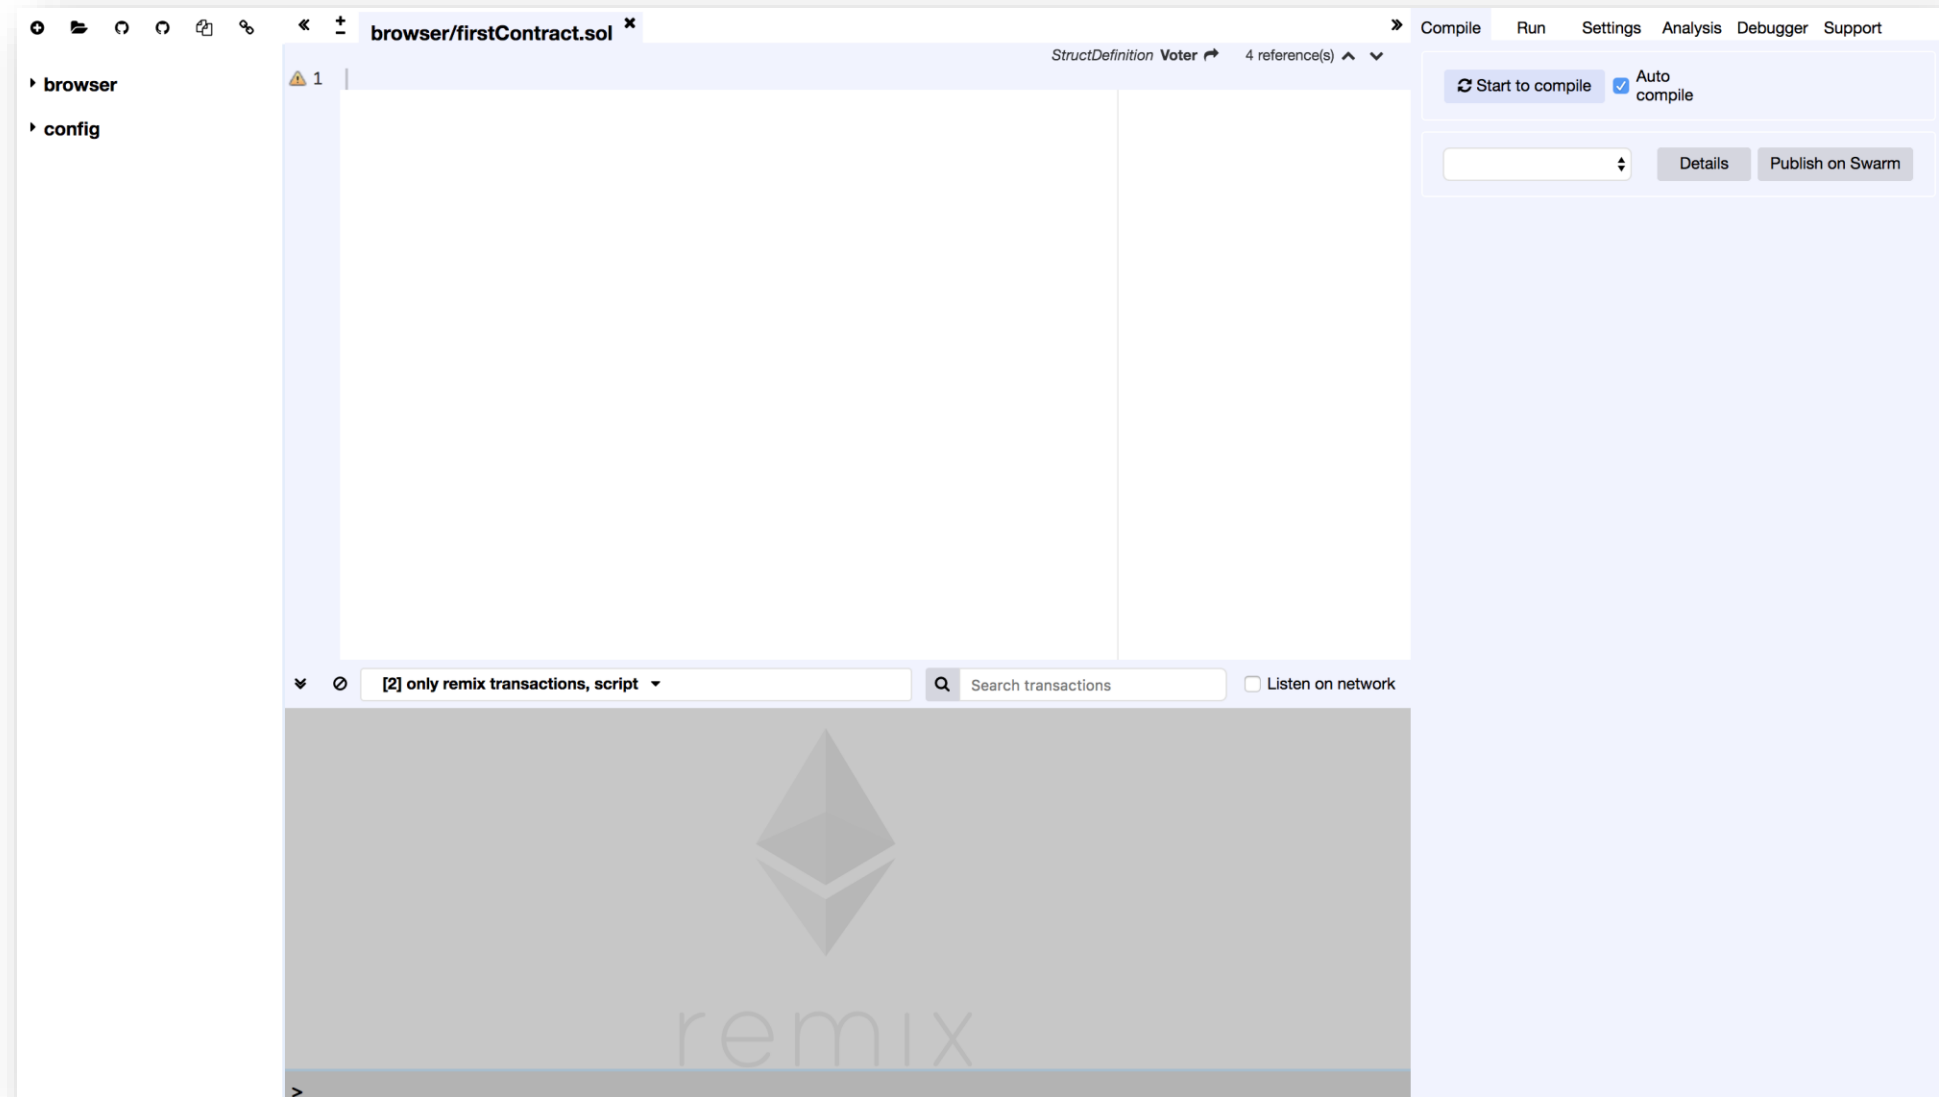 browser/firstContract.sol
Compile Run Settings Analysis Debugger Support
StructDefinition Voter 4 reference(s)
browser
config
1
Start to compile
Auto compile
Details
Publish on Swarm
[2] only remix transactions, script
Search transactions
Listen on network
remix
>